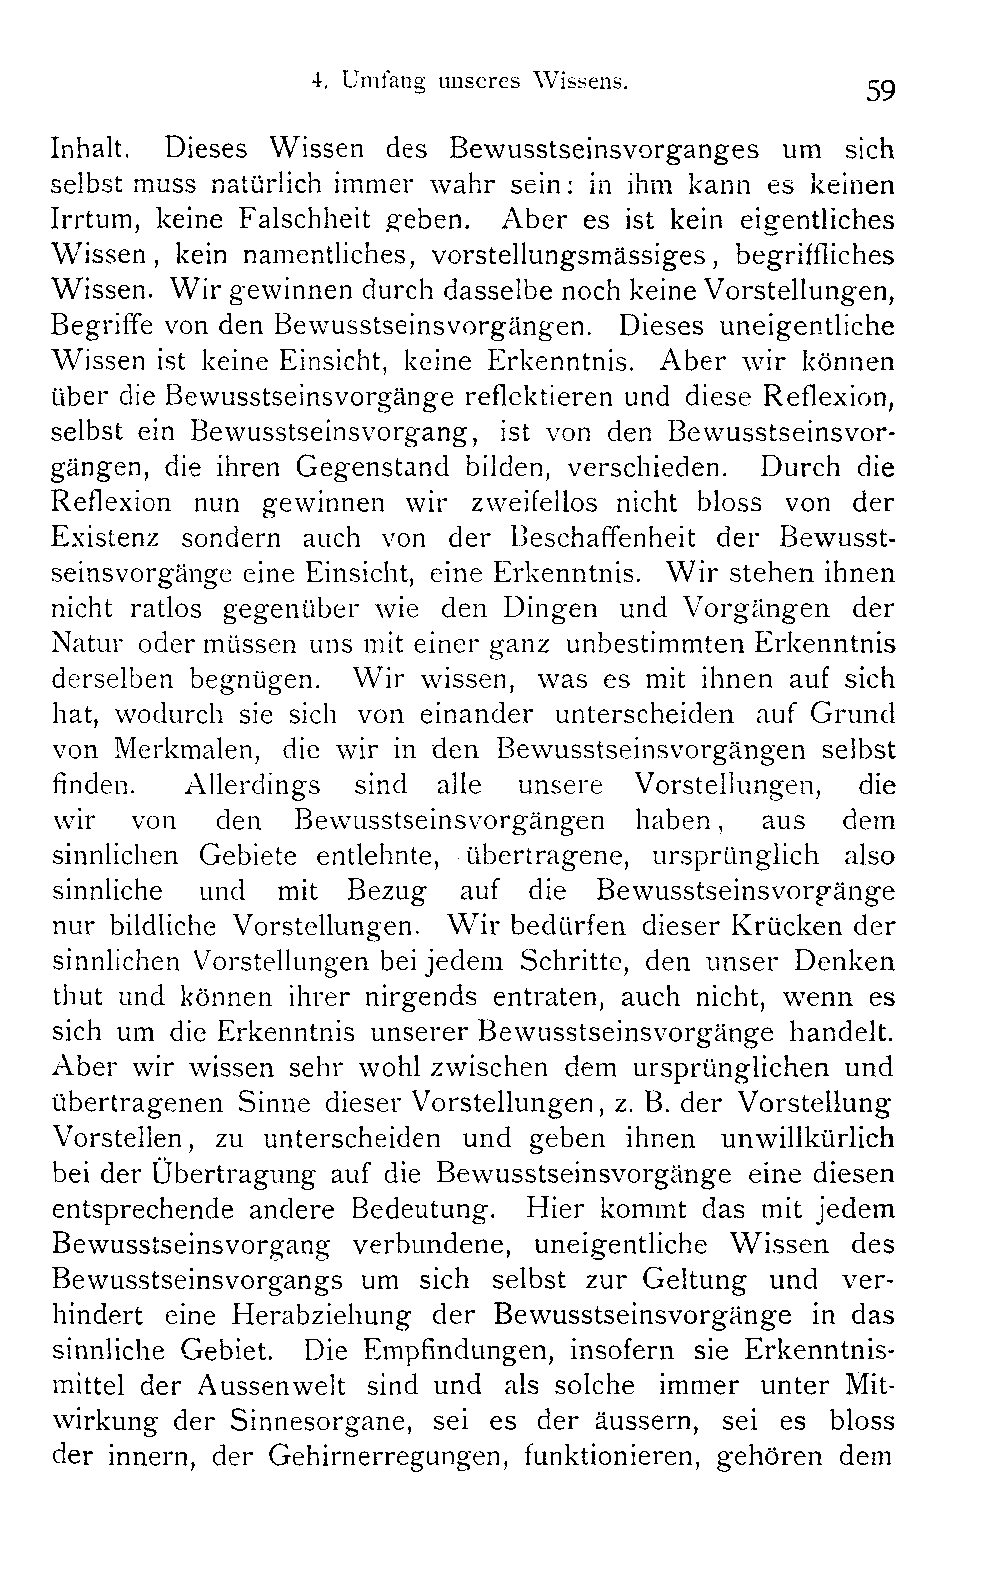 4. Umfang unseres Wissens. 59
Inhalt. Dieses Wissen des Bewusstseinsvorganges um sich
selbst muss natürlich immer wahr sein: in ihm kann es keinen
Irrtum, keine Falschheit geben. Aber es ist kein eigentliches
Wissen, kein namentliches, vorstellungsmässiges, begriffliches
Wissen. Wir gewinnen durch dasselbe noch keine Vorstellungen,
Begriffe von den Bewusstseinsvorgängen. Dieses uneigentliche
Wissen ist keine Einsicht, keine Erkenntnis. Aber wir können
über die Bewusstseinsvorgänge reflektieren und diese Reflexion,
selbst ein Bewusstseinsvorgang, ist von den Bewusstseinsvor-
gängen, die ihren Gegenstand bilden, verschieden. Durch die
Reflexion nun gewinnen wir zweifellos nicht bloss von der
Existenz sondern auch von der Beschaffenheit der Bewusst-
seinsvorgänge eine Einsicht, eine Erkenntnis. Wir stehen ihnen
nicht ratlos gegenüber wie den Dingen und Vorgängen der
Natur oder müssen uns mit einer ganz unbestimmten Erkenntnis
derselben begnügen. Wir wissen, was es mit ihnen auf sich
hat, wodurch sie sich von einander unterscheiden auf Grund
von Merkmalen, die wir in den Bewusstseinsvorgängen selbst
finden. Allerdings sind alle unsere Vorstellungen, die
wir von den Bewusstseinsvorgängen haben, aus dem
sinnlichen Gebiete entlehnte, übertragene, ursprünglich also
sinnliche und mit Bezug auf die Bewusstseinsvorgänge
nur bildliche Vorstellungen. Wir bedürfen dieser Krücken der
sinnlichen Vorstellungen bei jedem Schritte, den unser Denken
thut und können ihrer nirgends entraten, auch nicht, wenn es
sich um die Erkenntnis unserer Bewusstseinsvorgänge handelt.
Aber wir wissen sehr wohl zwischen dem ursprünglichen und
übertragenen Sinne dieser Vorstellungen, z. B. der Vorstellung
Vorstellen, zu unterscheiden und geben ihnen unwillkürlich
bei der Übertragung auf die Bewusstseinsvorgänge eine diesen
entsprechende andere Bedeutung. Hier kommt das mit jedem
Bewusstseinsvorgang verbundene, uneigentliche Wissen des
Bewusstseinsvorgangs um sich selbst zur Geltung und ver-
hindert eine Herabziehung der Bewusstseinsvorgänge in das
sinnliche Gebiet. Die Empfindungen, insofern sie Erkenntnis-
mittel der Aussenwelt sind und als solche immer unter Mit-
wirkung der Sinnesorgane, sei es der äussern, sei es bloss
der innern, der Gehirnerregungen, funktionieren, gehören dem